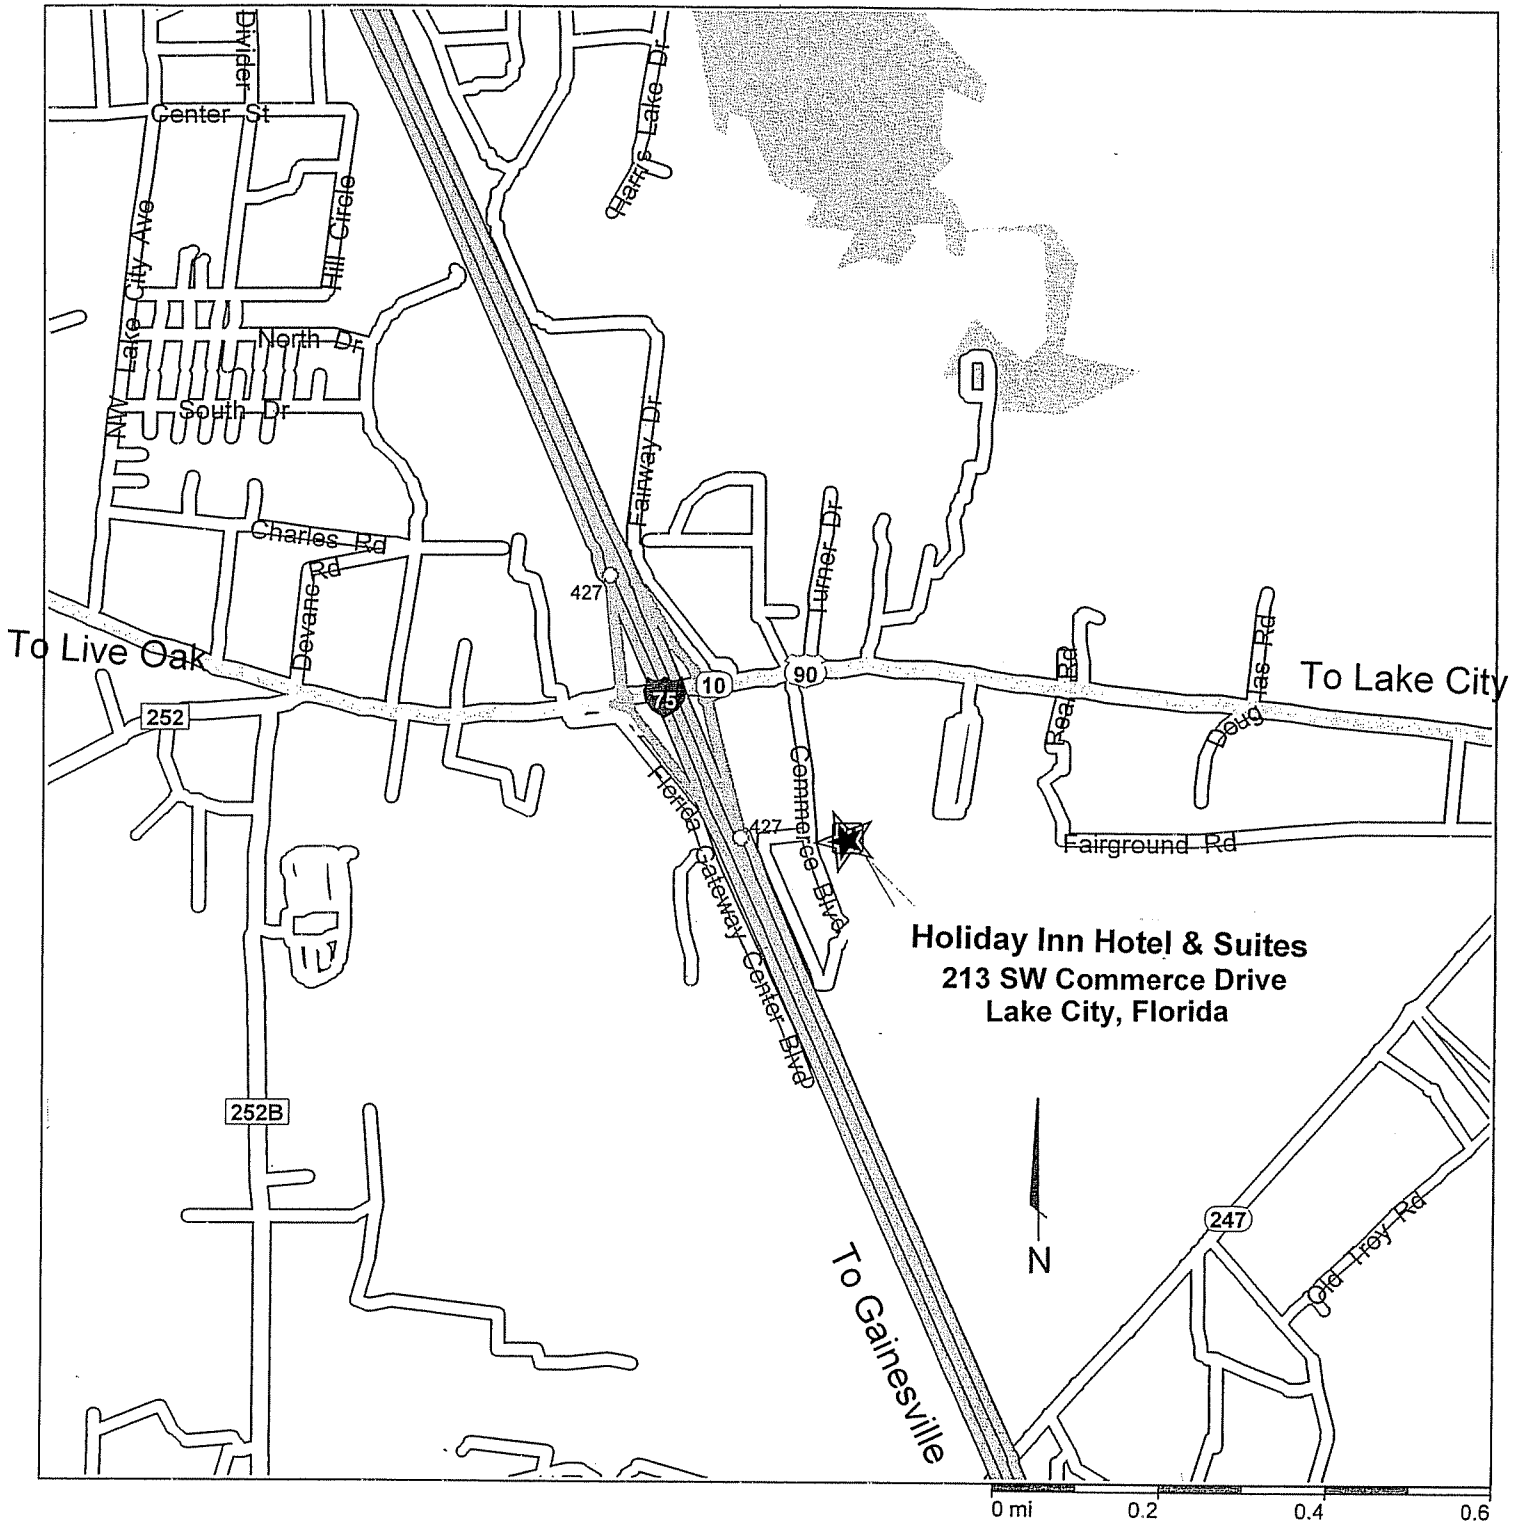 Divider
Center St
Harris Lake Dr
Hill Circle
NW Lake City Ave
North Dr
South Dr
Fairway Dr
Charles Rd
Rd
Devane
Turner Dr
427
To Live Oak
252
75
10
90
Real Rd
Douglas Rd
To Lake City
Florida Gateway Center Blvd
427
Commerce Blvd
Fairground Rd
Holiday Inn Hotel & Suites
213 SW Commerce Drive
Lake City, Florida
252B
N
247
Old Troy Rd
To Gainesville
0 mi 0.2 0.4 0.6